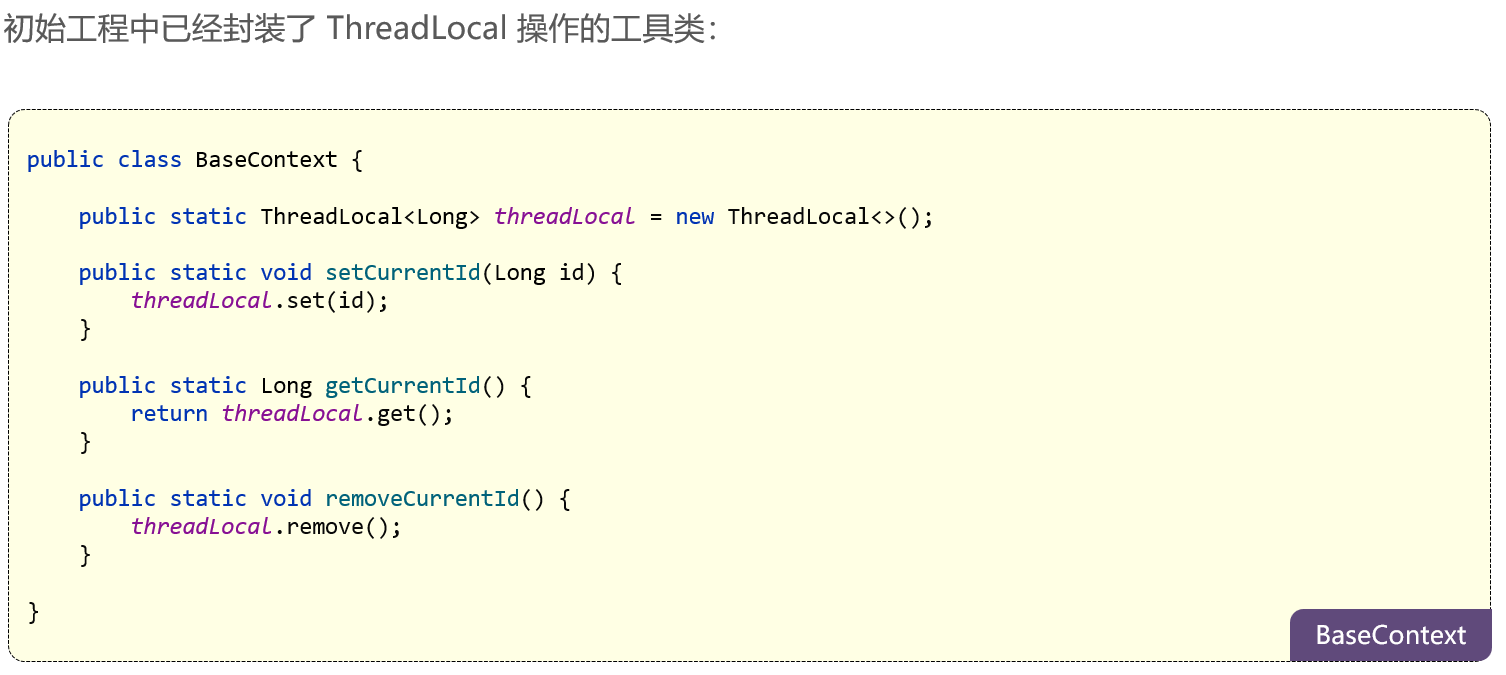 初始工程中已经封装了 ThreadLocal 操作的工具类：
public class BaseContext {
public static ThreadLocal<Long> threadLocal = new ThreadLocal<>();
public static void setCurrentId(Long id) {
threadLocal.set(id);
}
public static Long getCurrentId() {
return threadLocal.get();
}
public static void removeCurrentId() {
threadLocal.remove();
}
}
BaseContext